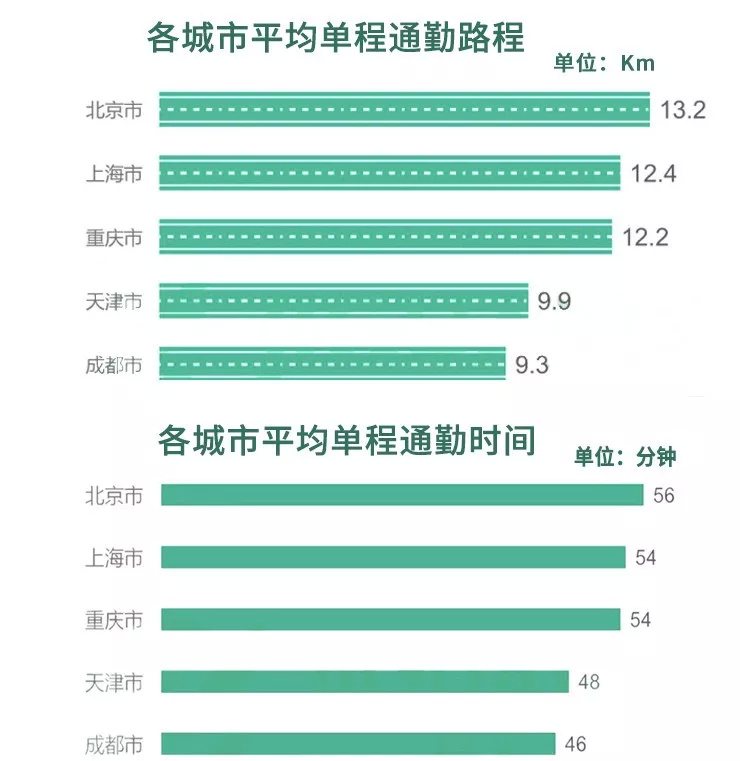 各城市平均单程通勤路程
单位：Km
北京市 13.2
上海市 12.4
重庆市 12.2
天津市 9.9
成都市 9.3
各城市平均单程通勤时间
单位：分钟
北京市 56
上海市 54
重庆市 54
天津市 48
成都市 46